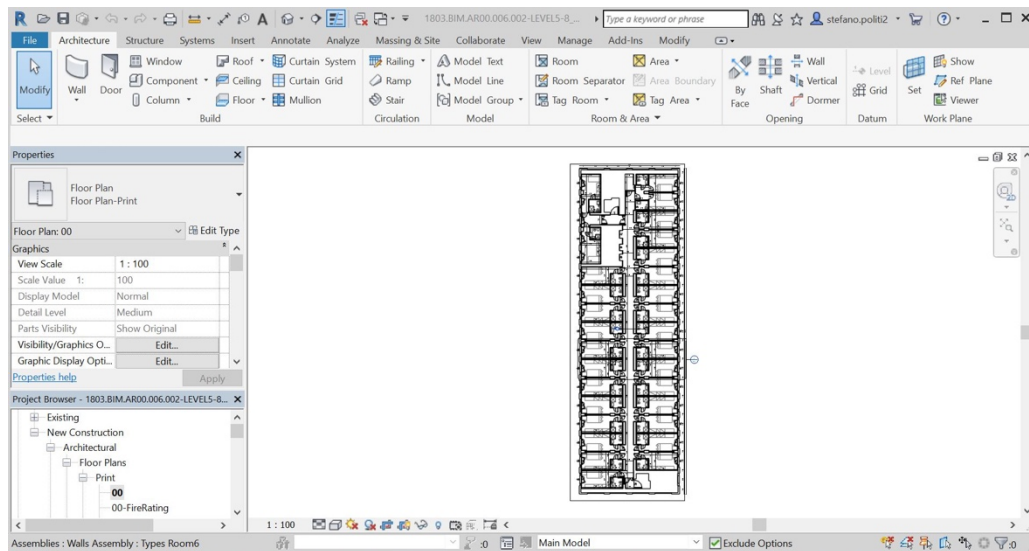 1803.BIM.AR00.006.002-LEVEL5-8_... Type a keyword or phrase stefano.politi2
File Architecture Structure Systems Insert Annotate Analyze Massing & Site Collaborate View Manage Add-Ins Modify
Window Roof Curtain System Railing Model Text Room Area Wall Show
Modify Wall Door Component Ceiling Curtain Grid Ramp Model Line Room Separator Area Boundary By Face Shaft Vertical Level Grid Set Ref Plane
Column Floor Mullion Stair Model Group Tag Room Tag Area Dormer Viewer
Select Build Circulation Model Room & Area Opening Datum Work Plane
Properties
Floor Plan
Floor Plan-Print
Floor Plan: 00 Edit Type
Graphics
View Scale 1 : 100
Scale Value 1: 100
Display Model Normal
Detail Level Medium
Parts Visibility Show Original
Visibility/Graphics O... Edit...
Graphic Display Opti... Edit...
Properties help Apply
Project Browser - 1803.BIM.AR00.006.002-LEVEL5-8...
Existing
New Construction
Architectural
Floor Plans
Print
00
00-FireRating
1 : 100
Assemblies : Walls Assembly : Types Room6 :0 Main Model Exclude Options :0